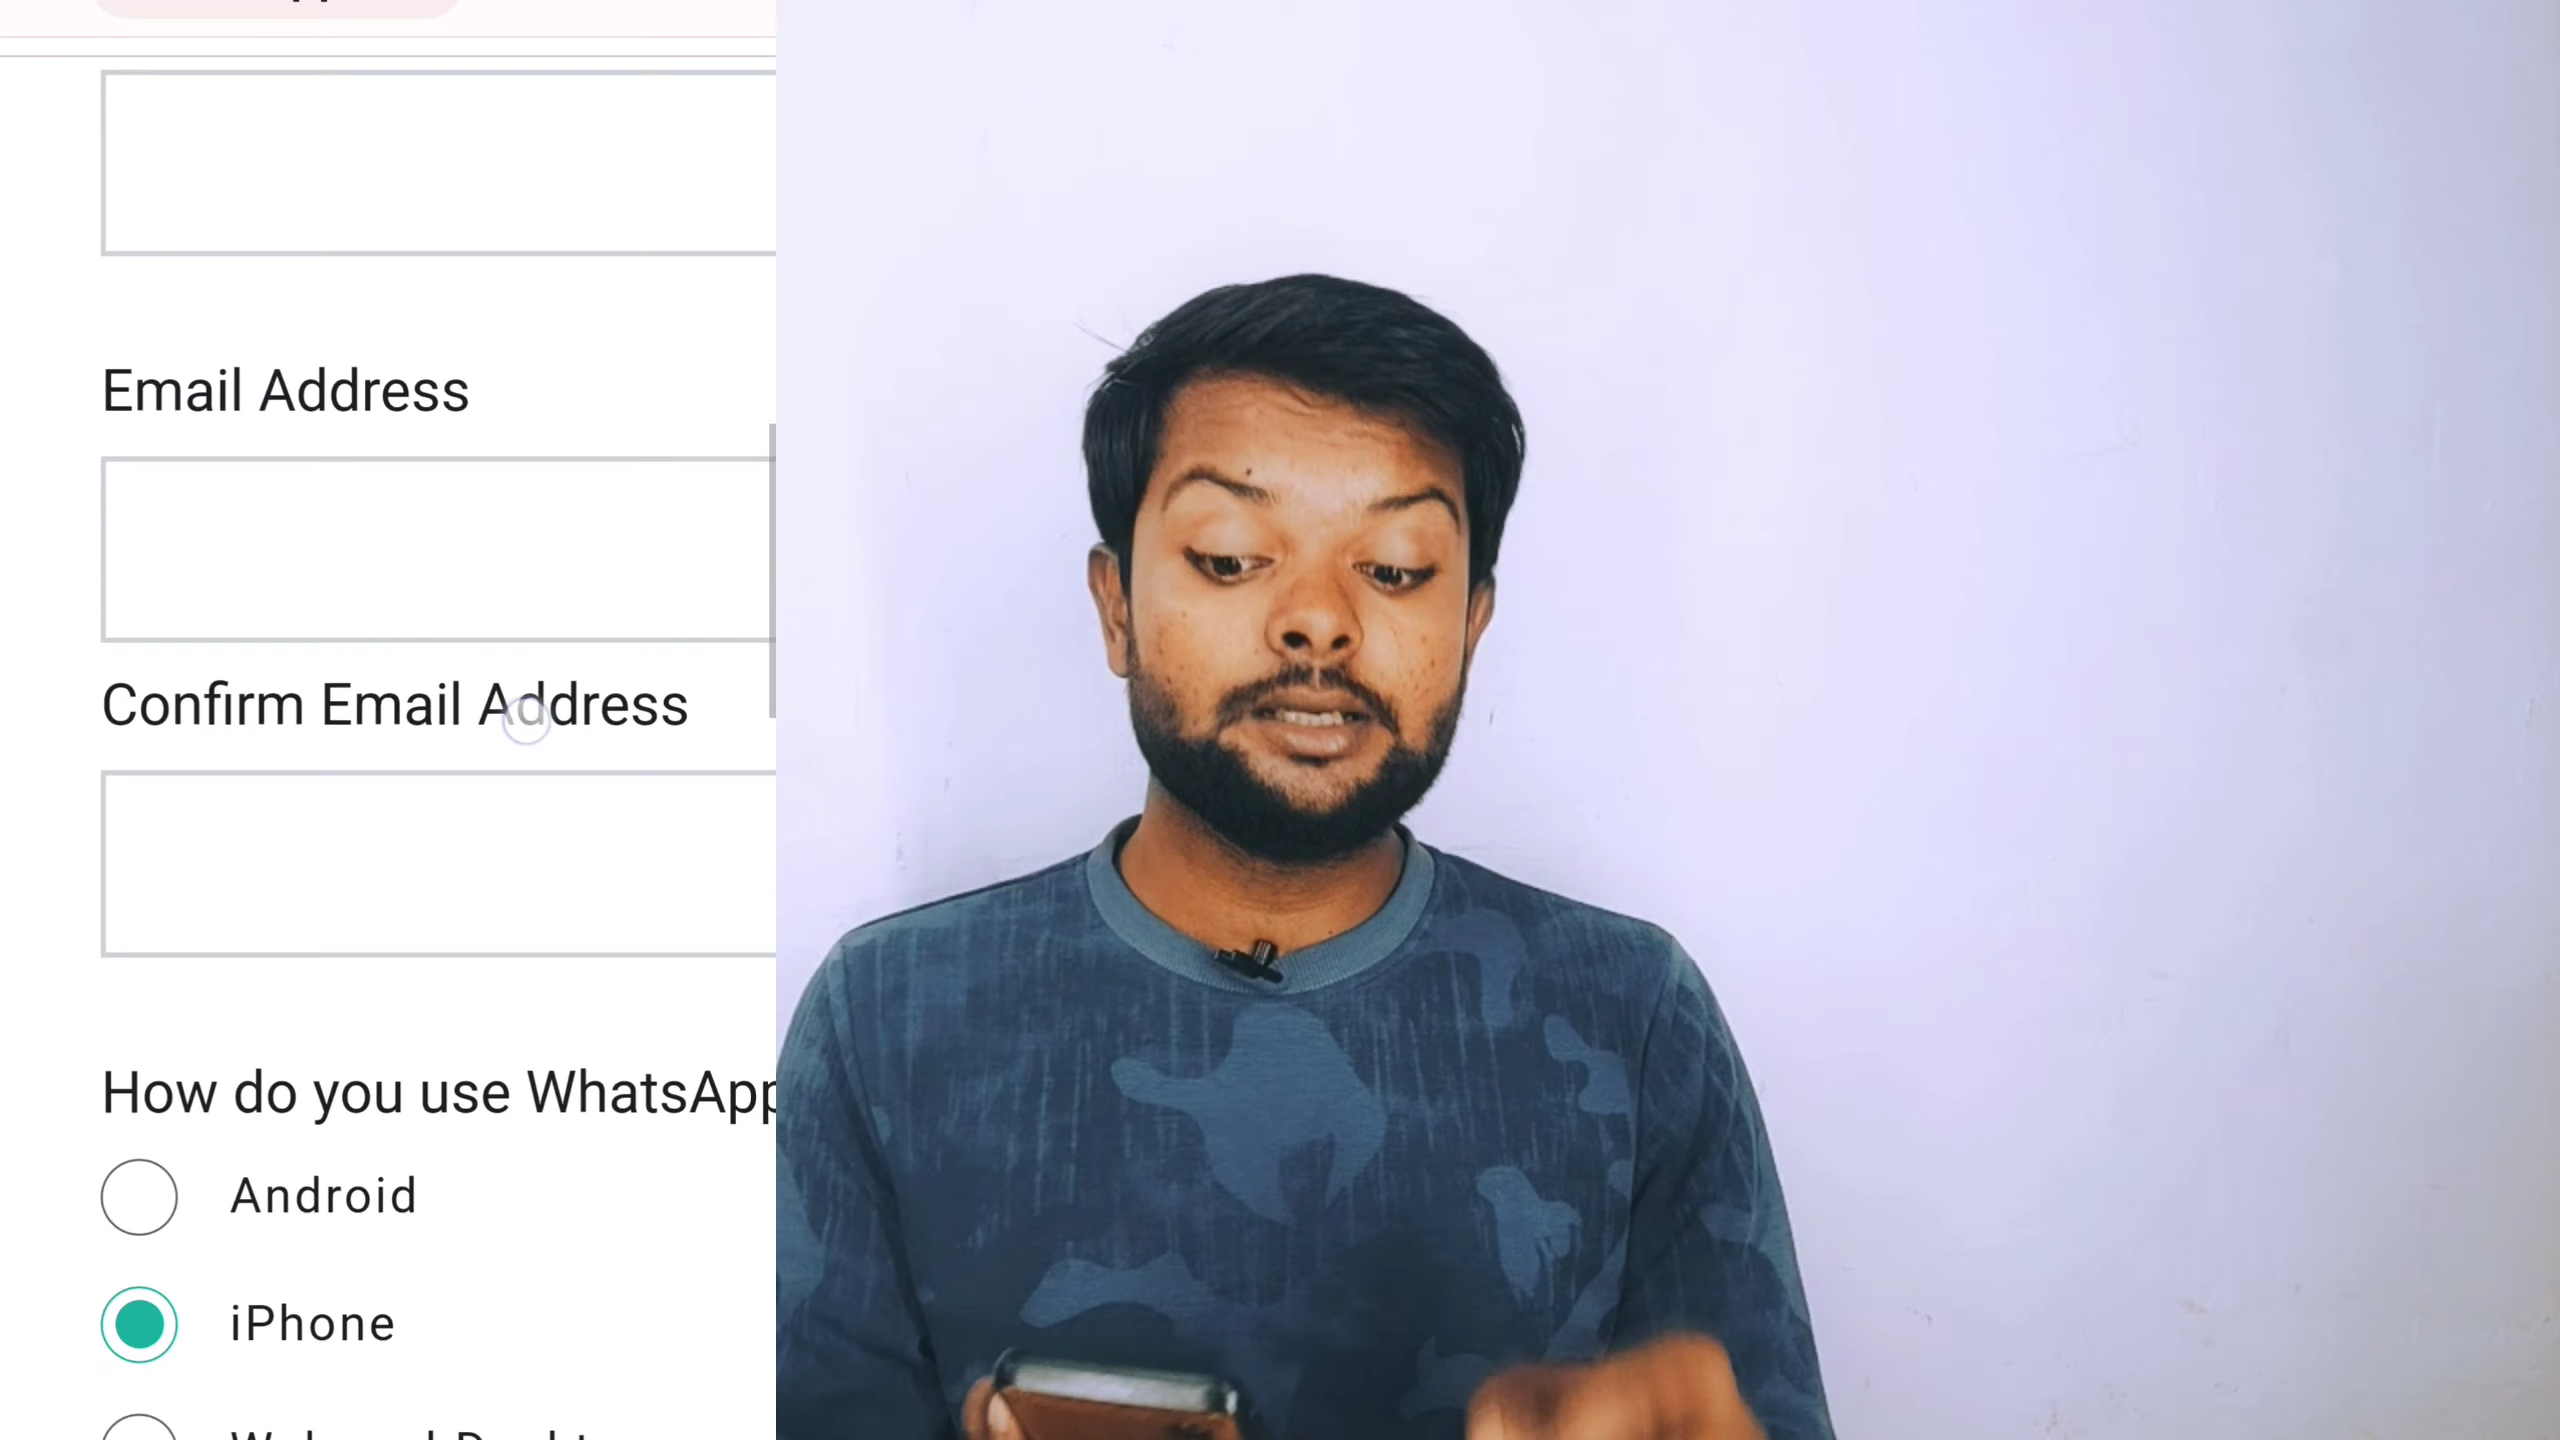 Email Address
Confirm Email Address
How do you use WhatsApp
Android
iPhone